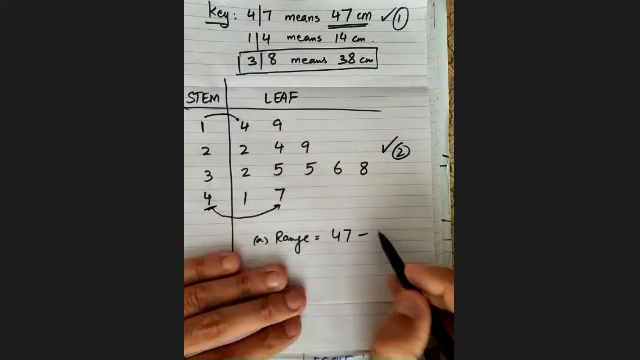 Key: 4|7 means 47 cm ✓ 1
1|4 means 14 cm
3|8 means 38 cm
STEM LEAF
1 4 9
2 2 4 9
3 2 5 5 6 8 ✓ 2
4 1 7
(a) Range = 47 –